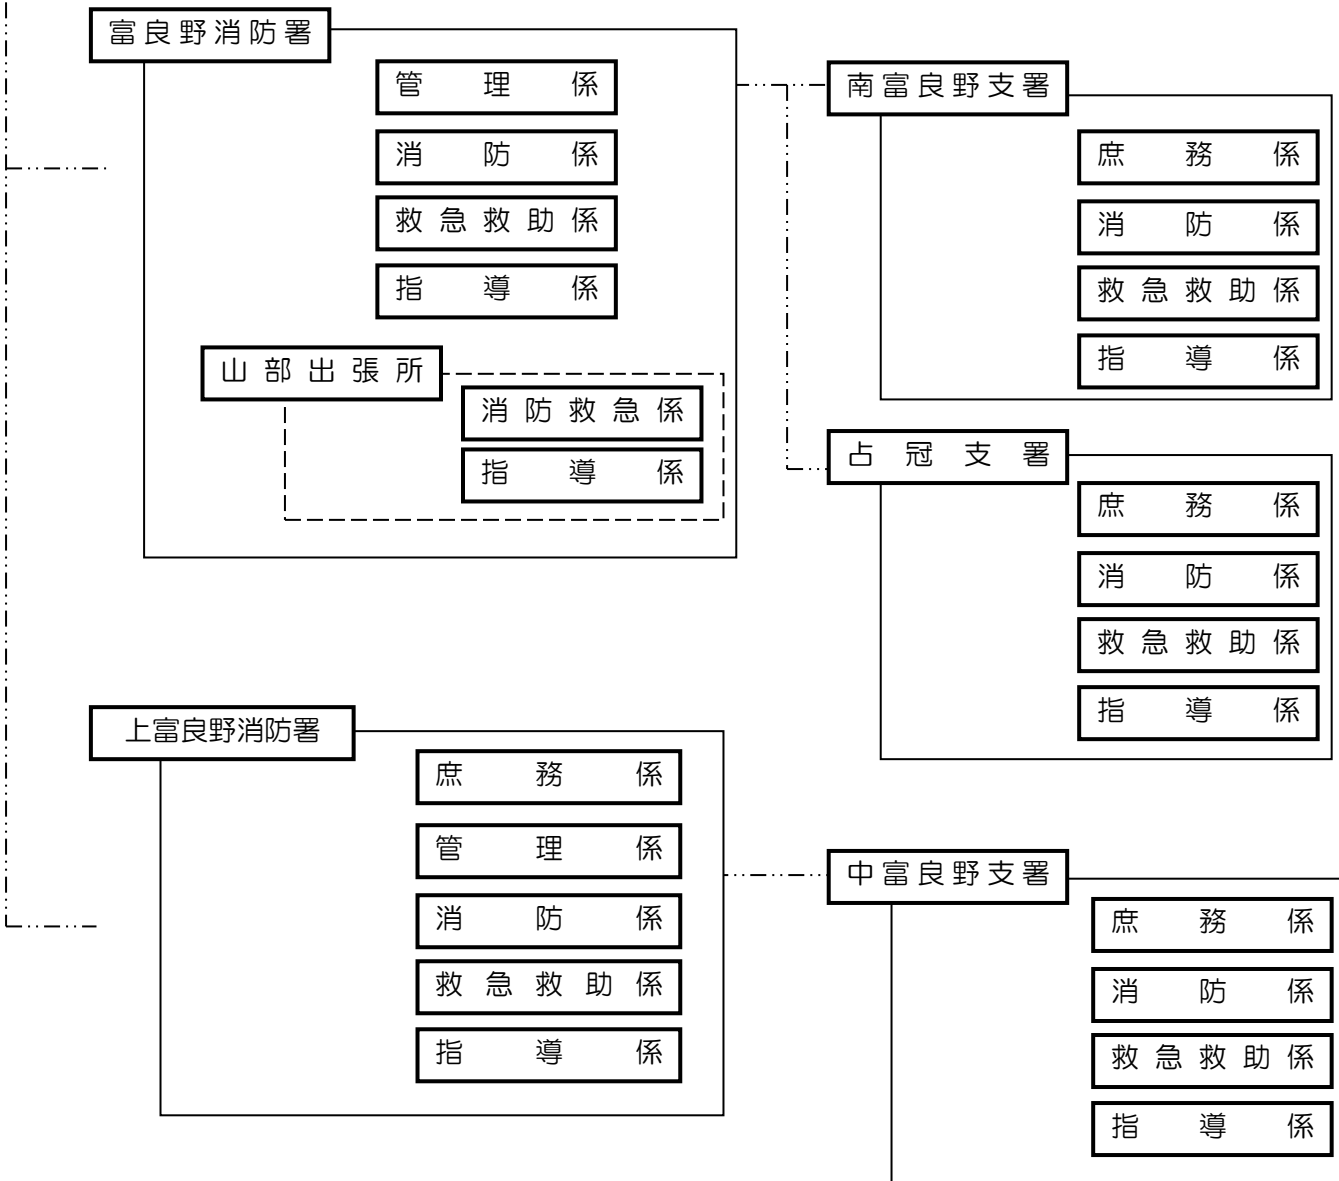 富良野消防署
管理係
消防係
救急救助係
指導係
山部出張所
消防救急係
指導係
南富良野支署
庶務係
消防係
救急救助係
指導係
占冠支署
庶務係
消防係
救急救助係
指導係
上富良野消防署
庶務係
管理係
消防係
救急救助係
指導係
中富良野支署
庶務係
消防係
救急救助係
指導係